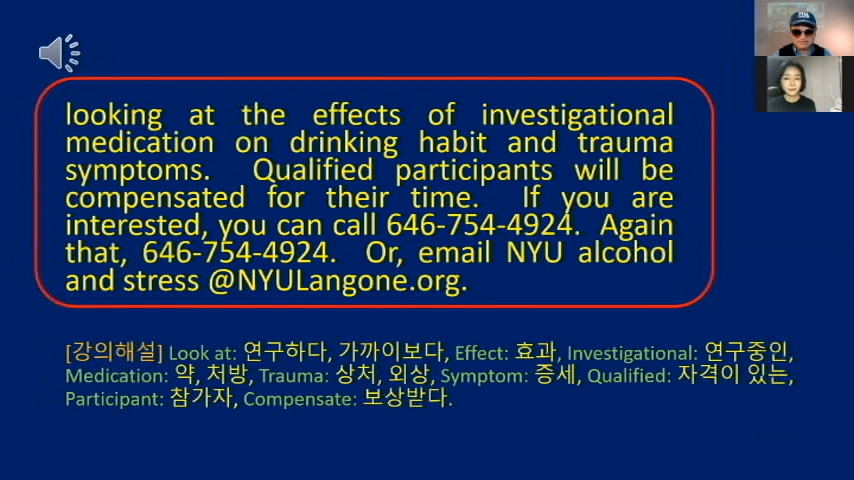 looking at the effects of investigational
medication on drinking habit and trauma
symptoms. Qualified participants will be
compensated for their time. If you are
interested, you can call 646-754-4924. Again
that, 646-754-4924. Or, email NYU alcohol
and stress @NYULangone.org.
[강의해설] Look at: 연구하다, 가까이보다, Effect: 효과, Investigational: 연구중인,
Medication: 약, 처방, Trauma: 상처, 외상, Symptom: 증세, Qualified: 자격이 있는,
Participant: 참가자, Compensate: 보상받다.